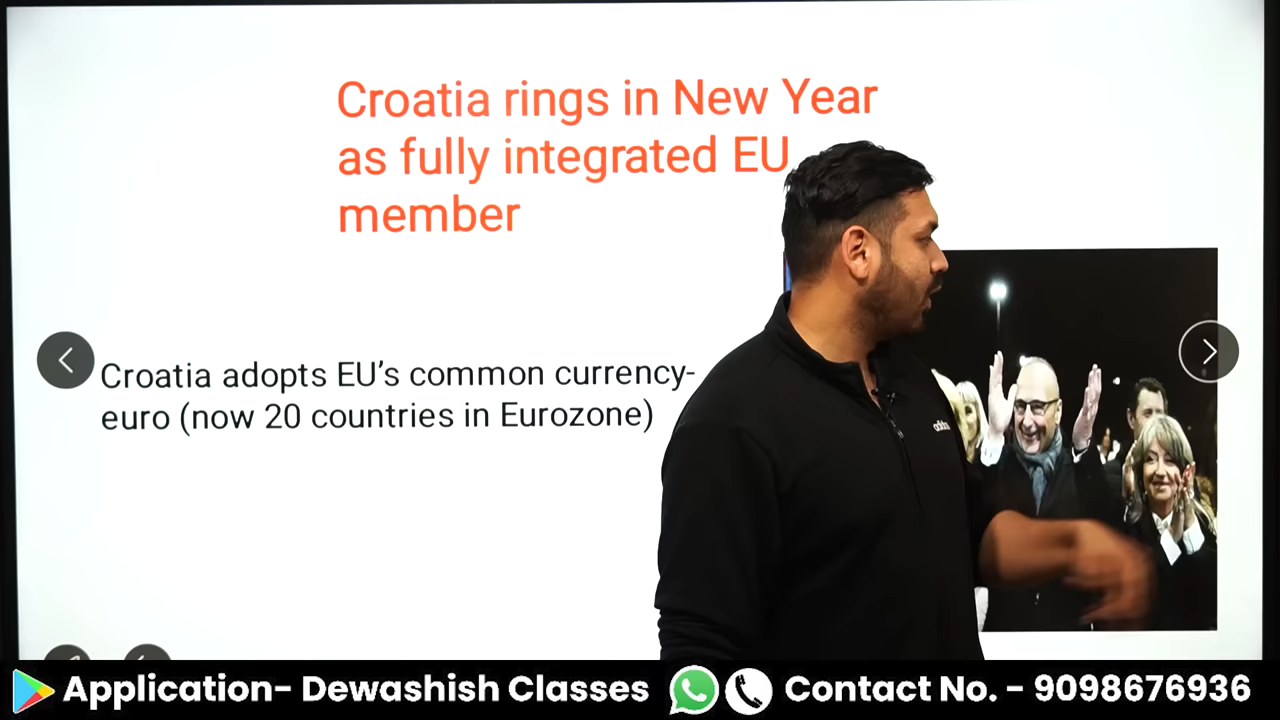 Croatia rings in New Year
as fully integrated EU
member
Croatia adopts EU’s common currency-
euro (now 20 countries in Eurozone)
adidas
Application- Dewashish Classes
Contact No. - 9098676936